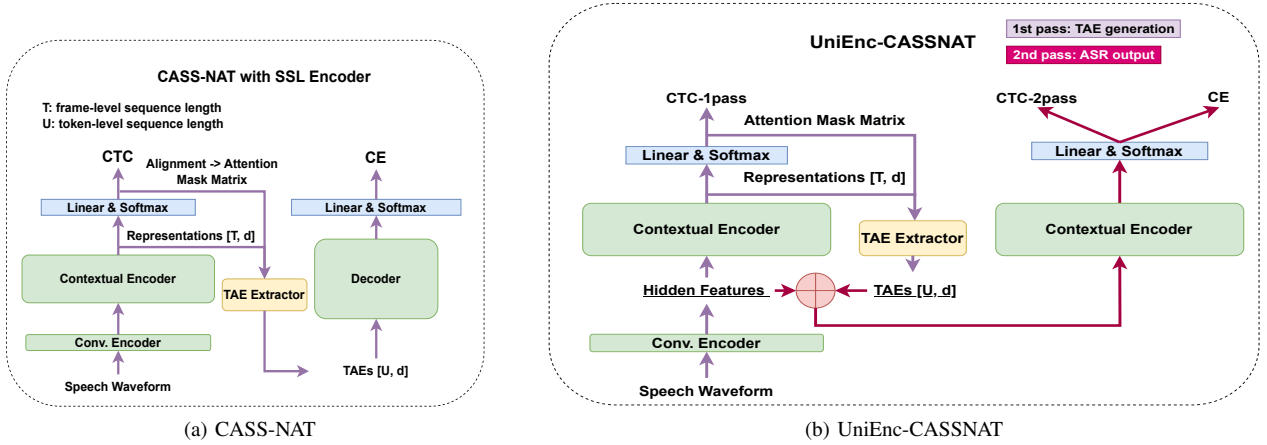 CASS-NAT with SSL Encoder
T: frame-level sequence length
U: token-level sequence length
CTC
Alignment -> Attention
Mask Matrix
CE
Linear & Softmax
Linear & Softmax
Representations [T, d]
Contextual Encoder
Decoder
TAE Extractor
Conv. Encoder
Speech Waveform
TAEs [U, d]
(a) CASS-NAT
UniEnc-CASSNAT
1st pass: TAE generation
2nd pass: ASR output
CTC-1pass
CTC-2pass
CE
Attention Mask Matrix
Linear & Softmax
Linear & Softmax
Representations [T, d]
Contextual Encoder
Contextual Encoder
TAE Extractor
Hidden Features
TAEs [U, d]
Conv. Encoder
Speech Waveform
(b) UniEnc-CASSNAT